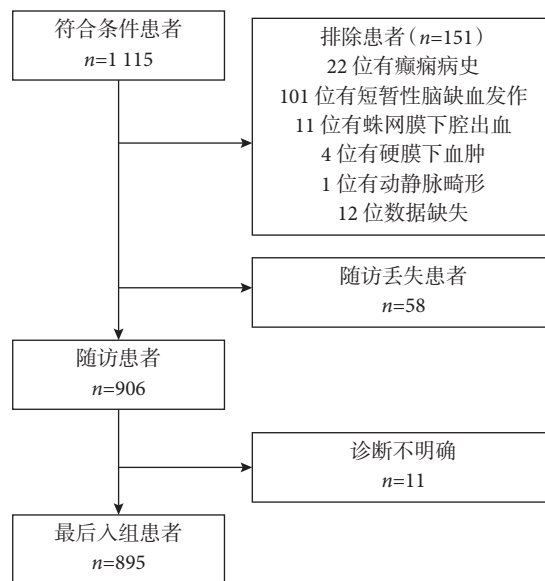 符合条件患者
n=1 115
排除患者（n=151）
22 位有癫痫病史
101 位有短暂性脑缺血发作
11 位有蛛网膜下腔出血
4 位有硬膜下血肿
1 位有动静脉畸形
12 位数据缺失
随访丢失患者
n=58
随访患者
n=906
诊断不明确
n=11
最后入组患者
n=895